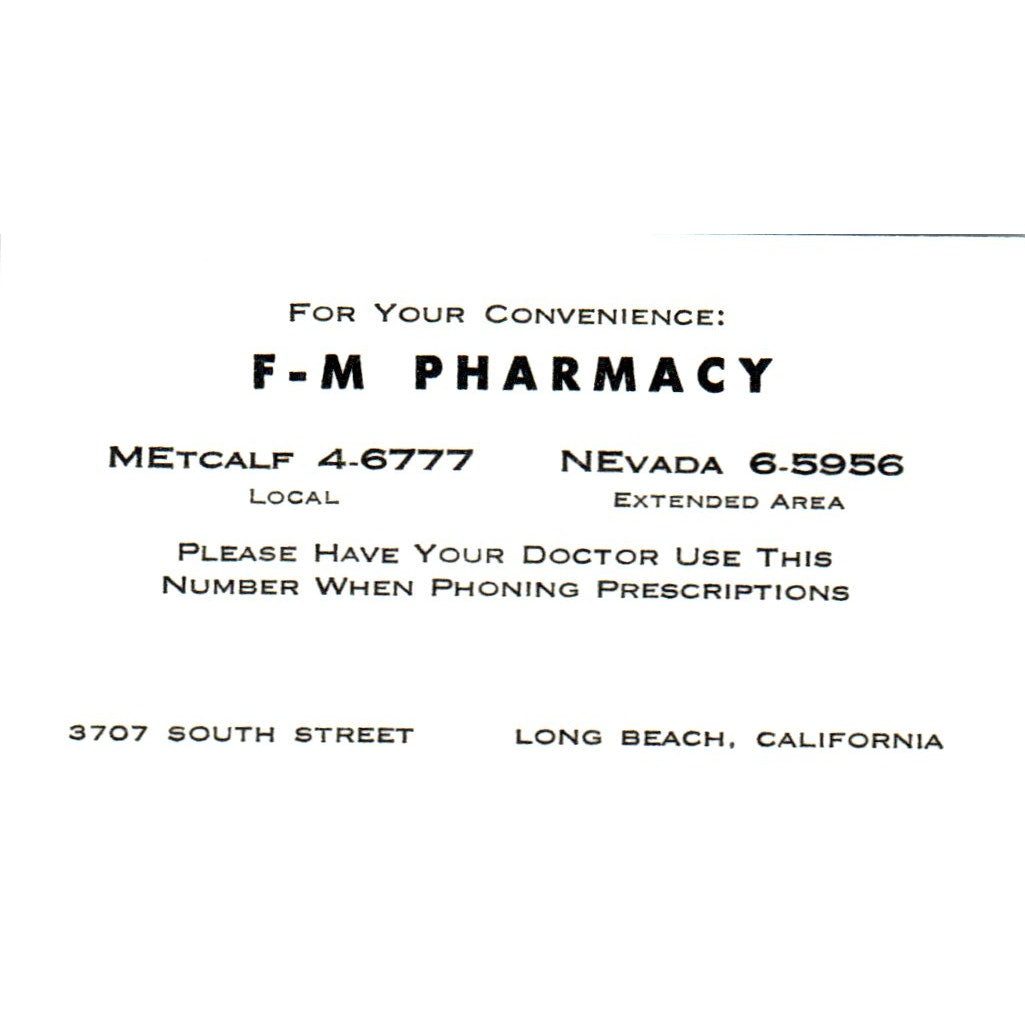 For Your Convenience:
F-M PHARMACY
METCALF 4-6777 NEVADA 6-5956
Local Extended Area
Please Have Your Doctor Use This
Number When Phoning Prescriptions
3707 SOUTH STREET LONG BEACH, CALIFORNIA